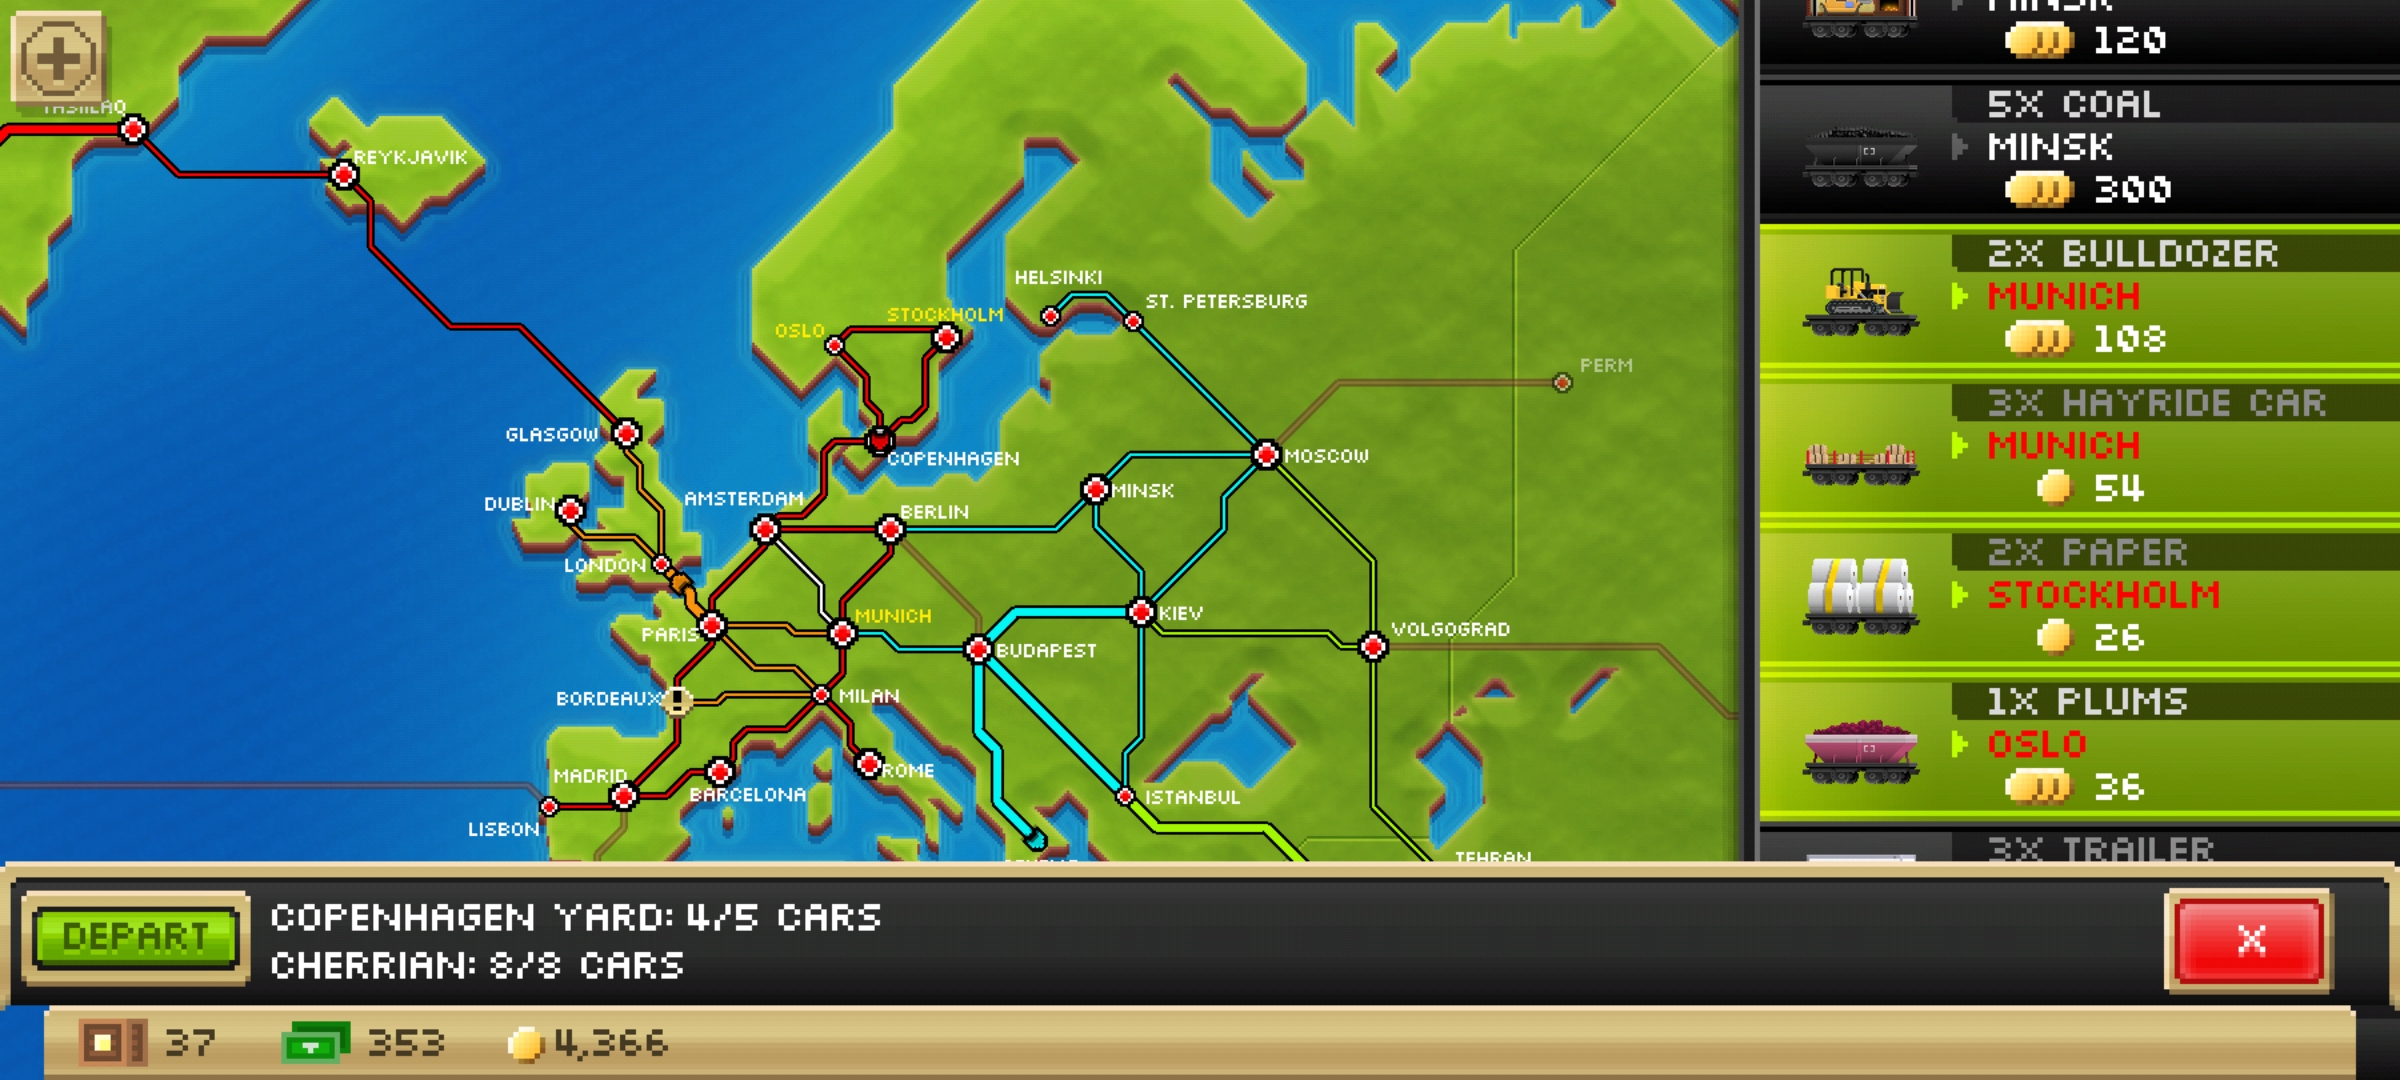 MINSK
120
5X COAL
MINSK
300
2X BULLDOZER
MUNICH
108
3X HAYRIDE CAR
MUNICH
54
2X PAPER
STOCKHOLM
26
1X PLUMS
OSLO
36
3X TRAILER
REYKJAVIK
HELSINKI
ST. PETERSBURG
STOCKHOLM
OSLO
PERM
GLASGOW
COPENHAGEN
MOSCOW
DUBLIN
AMSTERDAM
BERLIN
MINSK
LONDON
PARIS
MUNICH
KIEV
VOLGOGRAD
BUDAPEST
BORDEAUX
MILAN
MADRID
ROME
BARCELONA
ISTANBUL
LISBON
TEHRAN
DEPART
COPENHAGEN YARD: 4/5 CARS
CHERRIAN: 8/8 CARS
X
37
353
4,366